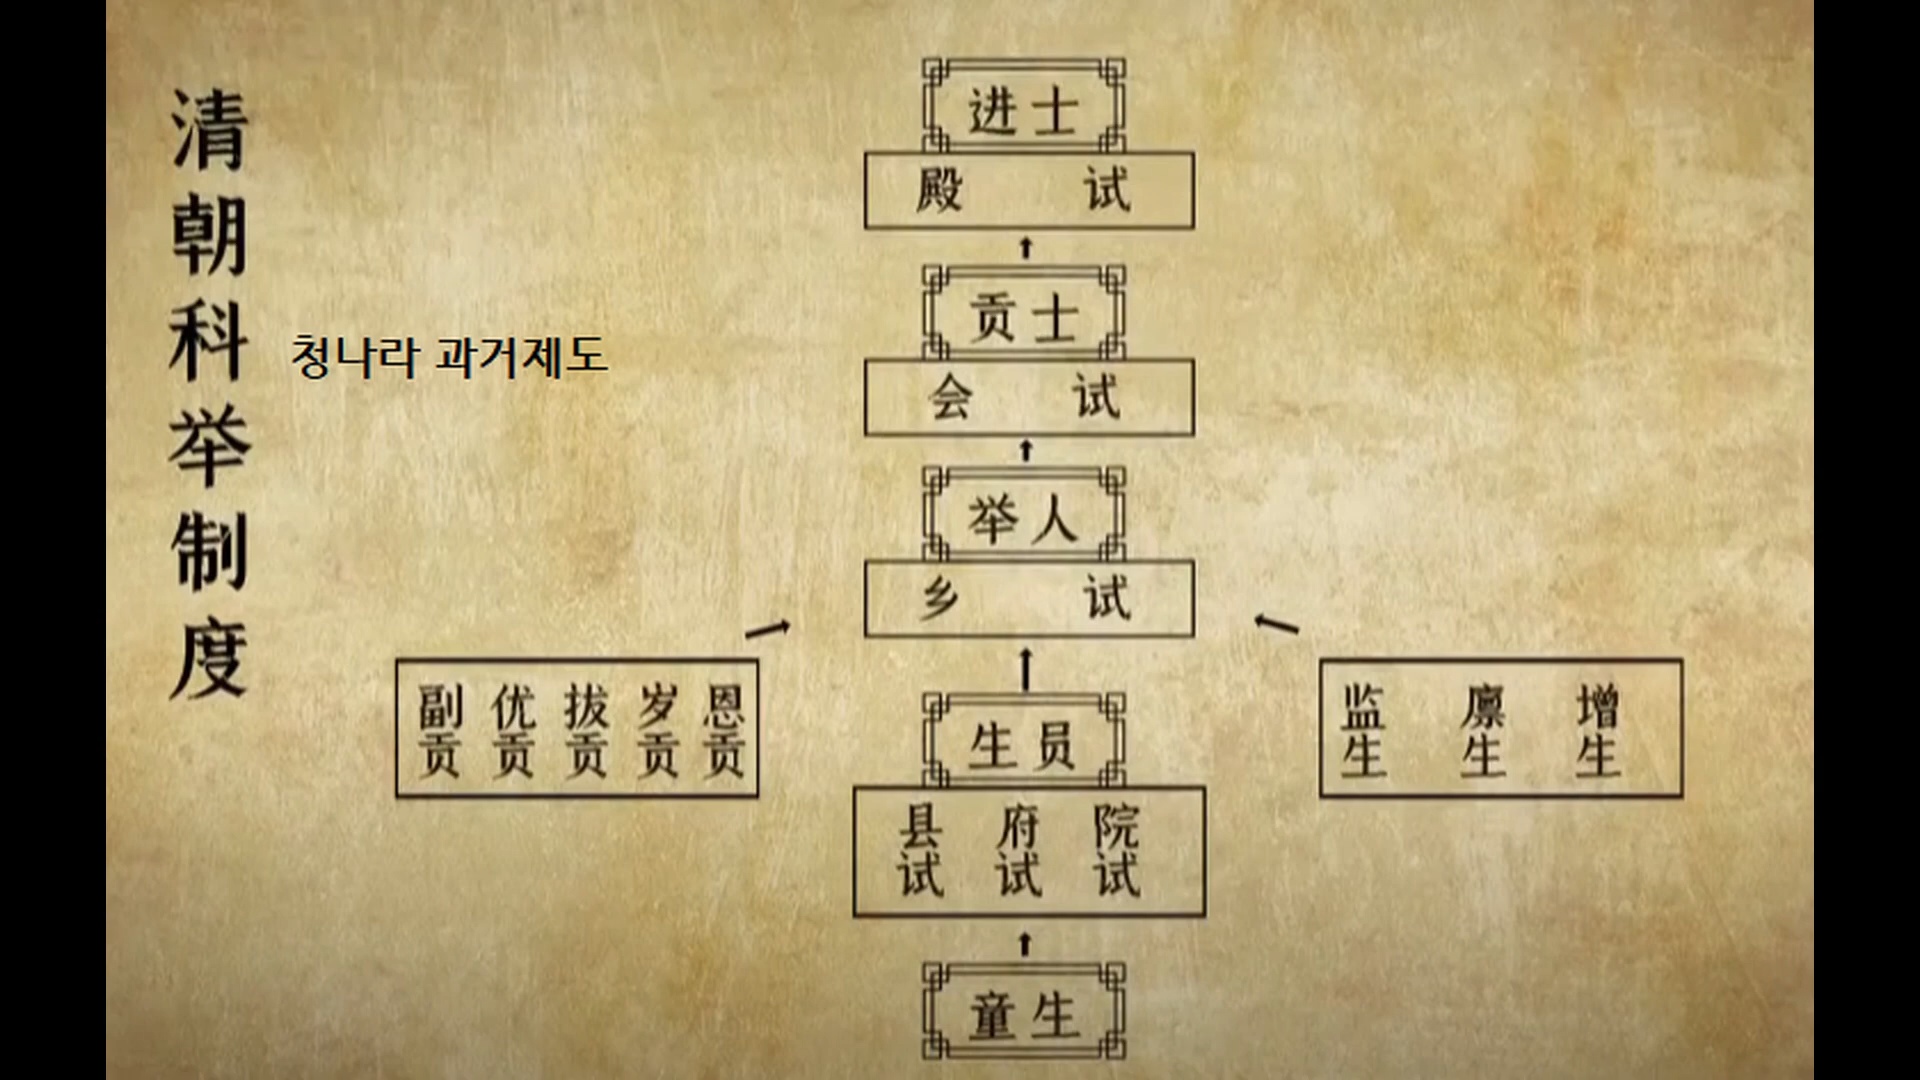 清朝科举制度
청나라 과거제도
进士
殿 试
贡士
会 试
举人
乡 试
副贡 优贡 拔贡 岁贡 恩贡
监生 廪生 增生
生员
县试 府试 院试
童生